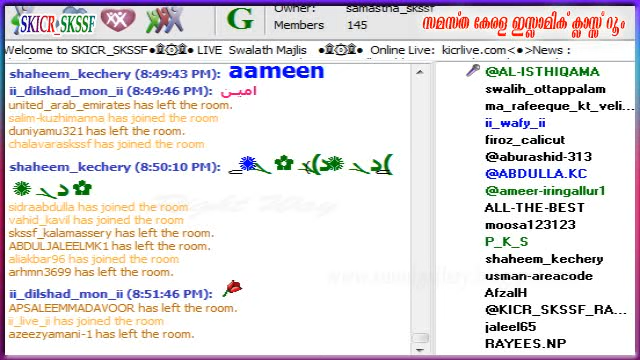 SKICR_SKSSF
G
Owner: samastha_skssf
Members 145
സമസ്ത കേരള ഇസ്ലാമിക് ക്ലാസ്സ് റൂം
Welcome to SKICR_SKSSF●۩۞۩● LIVE Swalath Majlis ●۩۞۩● Online Live: kicrlive.com<●>News :
shaheem_kechery (8:49:43 PM): aameen
ii_dilshad_mon_ii (8:49:46 PM): امين
united_arab_emirates has left the room.
salim-kuzhimanna has joined the room
duniyamu321 has left the room.
chalavaraskssf has joined the room
shaheem_kechery (8:50:10 PM):
sidraabdulla has joined the room
vahid_kavil has joined the room
skssf_kalamassery has left the room.
ABDULJALEELMK1 has left the room.
aliakbar96 has joined the room
arhmn3699 has left the room.
ii_dilshad_mon_ii (8:51:46 PM):
APSALEEMMADAVOOR has left the room.
ii_live_ii has joined the room
azeezyamani-1 has left the room.
@AL-ISTHIQAMA
swalih_ottappalam
ma_rafeeque_kt_veli...
ii_wafy_ii
firoz_calicut
@aburashid-313
@ABDULLA.KC
@ameer-iringallur1
ALL-THE-BEST
moosa123123
P_K_S
shaheem_kechery
usman-areacode
AfzalH
@KICR_SKSSF_RA...
jaleel65
RAYEES.NP